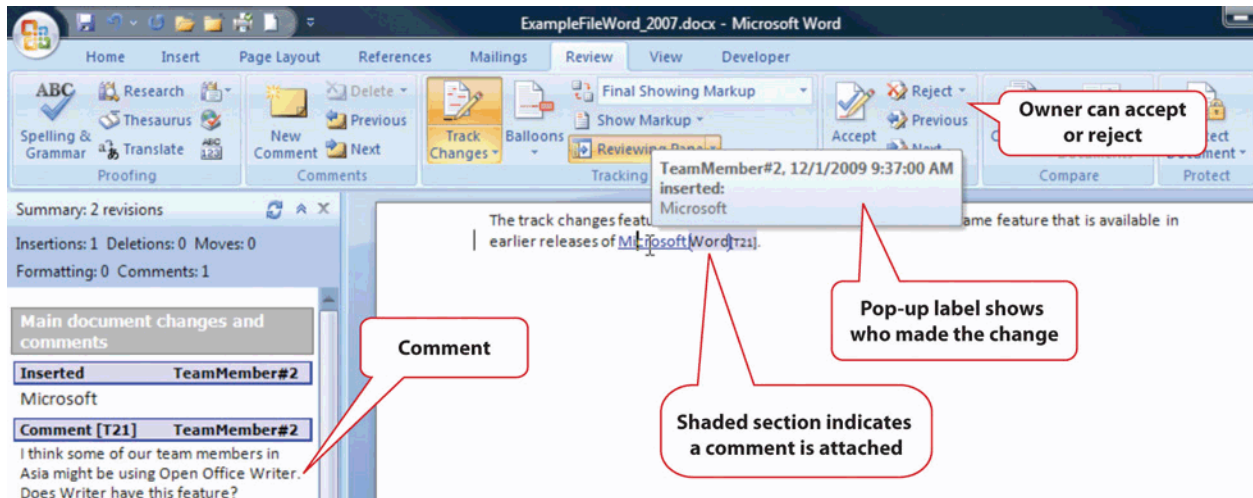 ExampleFileWord_2007.docx - Microsoft Word
Home Insert Page Layout References Mailings Review View Developer
ABC
Spelling &
Grammar
Research
Thesaurus
Translate
ABC
123
Proofing
New
Comment
Delete
Previous
Next
Comments
Track
Changes
Balloons
Final Showing Markup
Show Markup
Reviewing Pane
Tracking
Accept
Reject
Previous
Next
Compare
Protect
Owner can accept
or reject
TeamMember#2, 12/1/2009 9:37:00 AM
inserted:
Microsoft
Summary: 2 revisions
Insertions: 1 Deletions: 0 Moves: 0
Formatting: 0 Comments: 1
Main document changes and
comments
Inserted TeamMember#2
Microsoft
Comment [T21] TeamMember#2
I think some of our team members in
Asia might be using Open Office Writer.
Does Writer have this feature?
The track changes feature that is available in
earlier releases of Microsoft Word[T21].
Comment
Pop-up label shows
who made the change
Shaded section indicates
a comment is attached